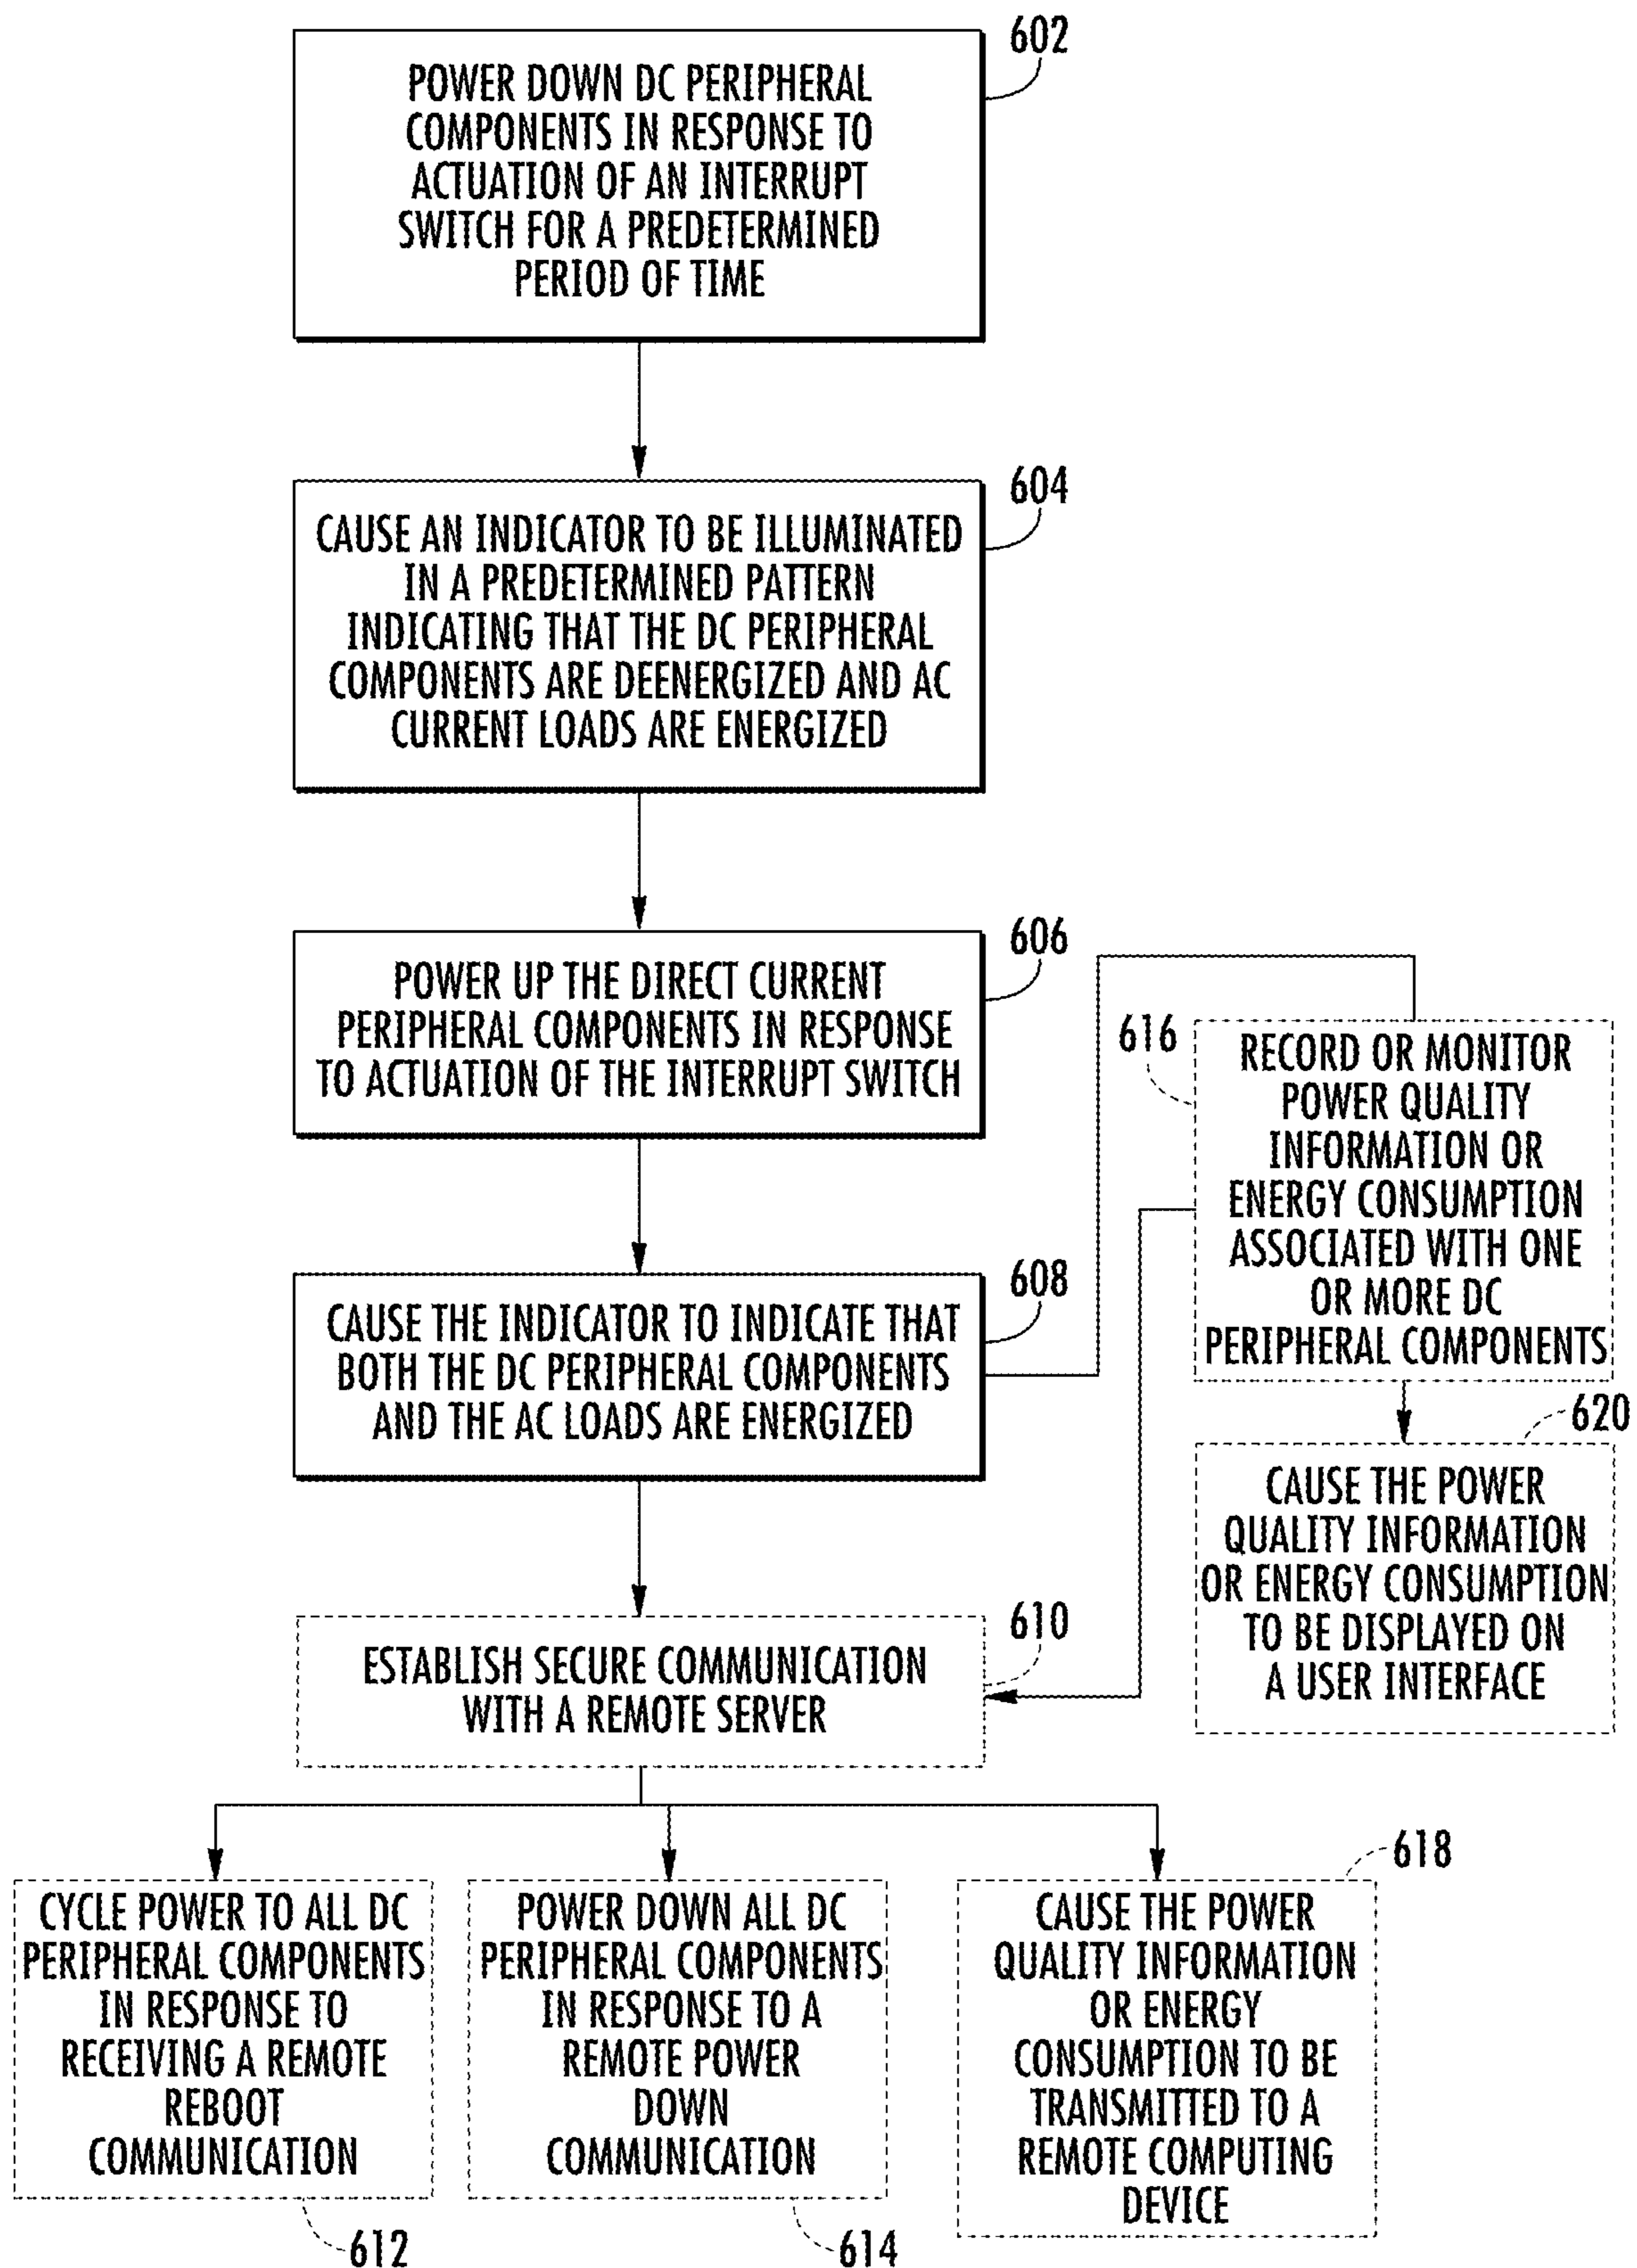 602
POWER DOWN DC PERIPHERAL
COMPONENTS IN RESPONSE TO
ACTUATION OF AN INTERRUPT
SWITCH FOR A PREDETERMINED
PERIOD OF TIME
604
CAUSE AN INDICATOR TO BE ILLUMINATED
IN A PREDETERMINED PATTERN
INDICATING THAT THE DC PERIPHERAL
COMPONENTS ARE DEENERGIZED AND AC
CURRENT LOADS ARE ENERGIZED
606
POWER UP THE DIRECT CURRENT
PERIPHERAL COMPONENTS IN RESPONSE
TO ACTUATION OF THE INTERRUPT SWITCH
616
RECORD OR MONITOR
POWER QUALITY
INFORMATION OR
ENERGY CONSUMPTION
ASSOCIATED WITH ONE
OR MORE DC
PERIPHERAL COMPONENTS
608
CAUSE THE INDICATOR TO INDICATE THAT
BOTH THE DC PERIPHERAL COMPONENTS
AND THE AC LOADS ARE ENERGIZED
620
CAUSE THE POWER
QUALITY INFORMATION
OR ENERGY CONSUMPTION
TO BE DISPLAYED ON
A USER INTERFACE
610
ESTABLISH SECURE COMMUNICATION
WITH A REMOTE SERVER
CYCLE POWER TO ALL DC
PERIPHERAL COMPONENTS
IN RESPONSE TO
RECEIVING A REMOTE
REBOOT
COMMUNICATION
612
POWER DOWN ALL DC
PERIPHERAL COMPONENTS
IN RESPONSE TO A
REMOTE POWER
DOWN
COMMUNICATION
614
618
CAUSE THE POWER
QUALITY INFORMATION
OR ENERGY
CONSUMPTION TO BE
TRANSMITTED TO A
REMOTE COMPUTING
DEVICE